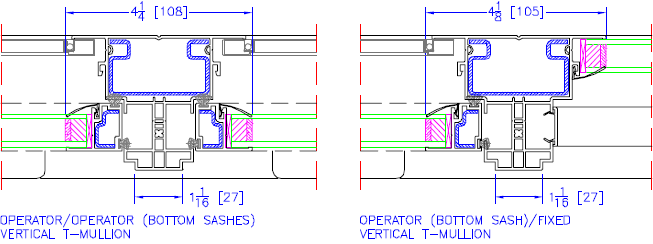 4 1/4 [108]
4 1/8 [105]
1 1/16 [27]
1 1/16 [27]
OPERATOR/OPERATOR (BOTTOM SASHES)
VERTICAL T-MULLION
OPERATOR (BOTTOM SASH)/FIXED
VERTICAL T-MULLION